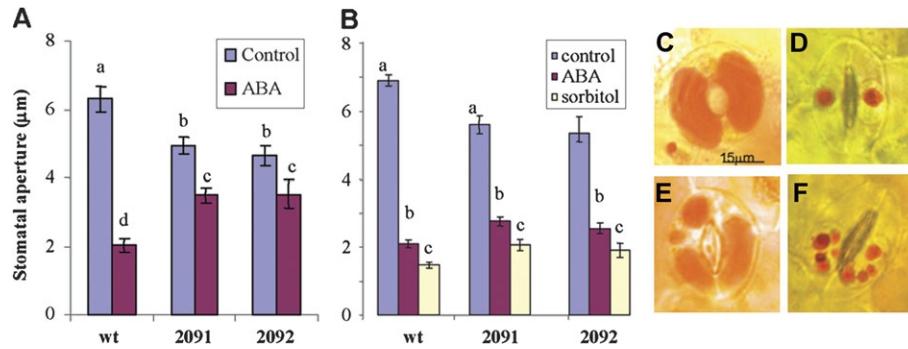 A
Stomatal aperture (μm)
8
6
4
2
0
Control
ABA
a
d
b
c
b
c
wt
2091
2092
B
8
6
4
2
0
control
ABA
sorbitol
a
b
c
a
b
c
b
c
wt
2091
2092
C
15μm
D
E
F